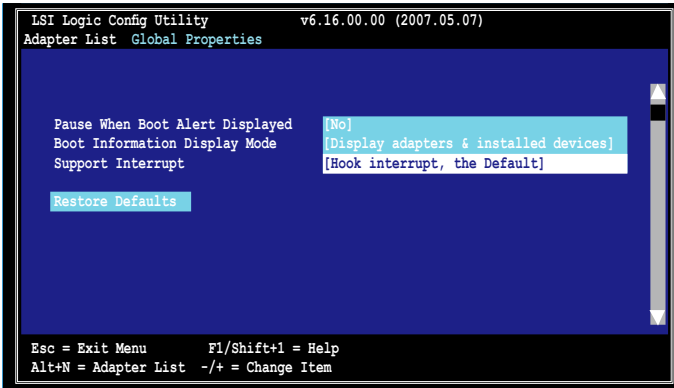 LSI Logic Config Utility v6.16.00.00 (2007.05.07)
Adapter List Global Properties
Pause When Boot Alert Displayed [No]
Boot Information Display Mode [Display adapters & installed devices]
Support Interrupt [Hook interrupt, the Default]
Restore Defaults
Esc = Exit Menu F1/Shift+1 = Help
Alt+N = Adapter List -/+ = Change Item